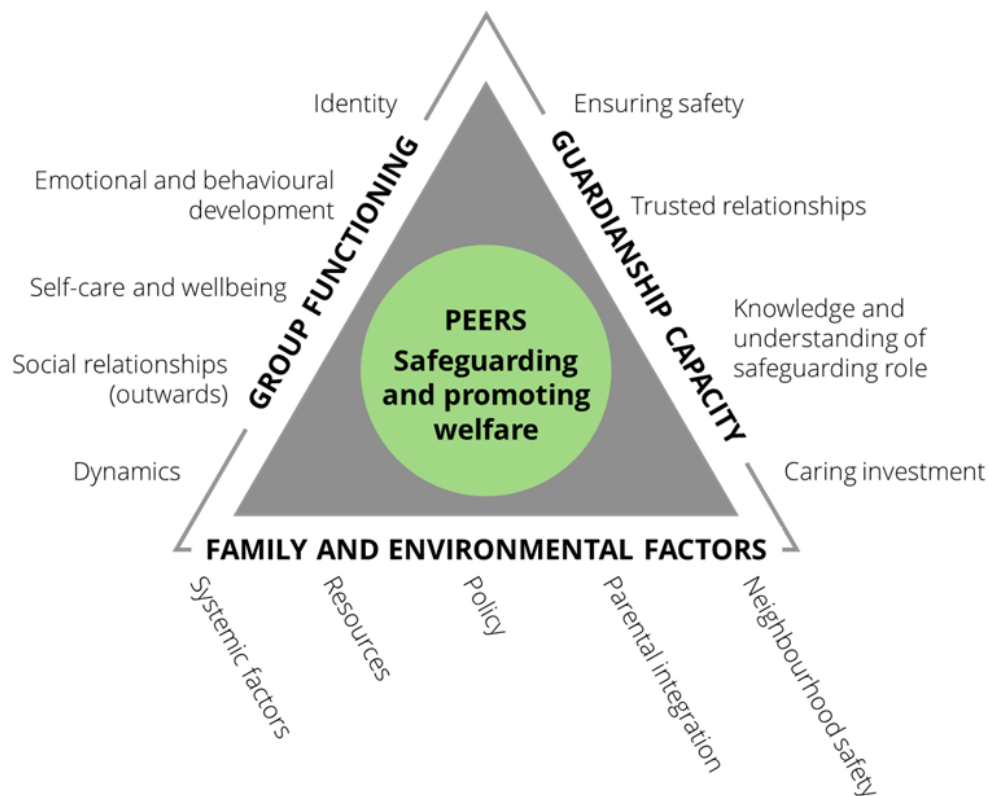 Identity
Emotional and behavioural
development
Self-care and wellbeing
Social relationships
(outwards)
Dynamics
GROUP FUNCTIONING
PEERS
Safeguarding
and promoting
welfare
GUARDIANSHIP CAPACITY
Ensuring safety
Trusted relationships
Knowledge and
understanding of
safeguarding role
Caring investment
FAMILY AND ENVIRONMENTAL FACTORS
Systemic factors
Resources
Policy
Parental integration
Neighbourhood safety